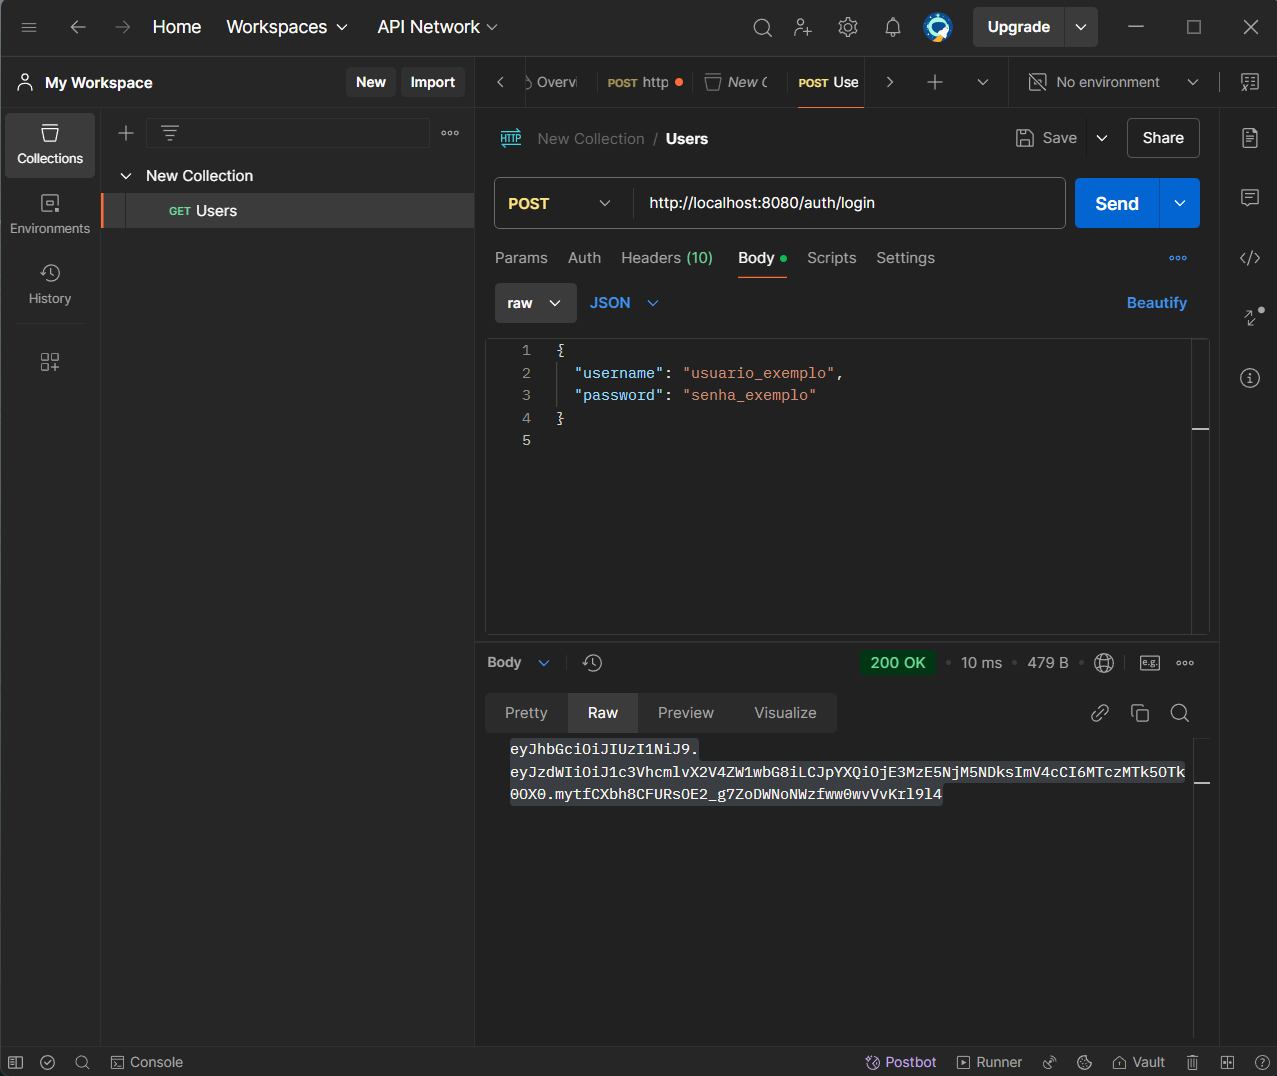 Home Workspaces API Network Upgrade
My Workspace New Import Overvi POST http New C POST Use No environment
Collections
Environments
History
New Collection
GET Users
HTTP New Collection / Users Save Share
POST http://localhost:8080/auth/login Send
Params Auth Headers (10) Body Scripts Settings
raw JSON Beautify
1 {
2 "username": "usuario_exemplo",
3 "password": "senha_exemplo"
4 }
5
Body 200 OK 10 ms 479 B e.g.
Pretty Raw Preview Visualize
eyJhbGciOiJIUzI1NiJ9.
eyJzdWIiOiJ1c3VhcmlvX2V4ZW1wbG8iLCJpYXQiOjE3MzE5NjM5NDksImV4cCI6MTczMTk5OTk
0OX0.mytfCXbh8CFURsOE2_g7ZoDWNoNWzfww0wvVvKrl9l4
Console Postbot Runner Vault